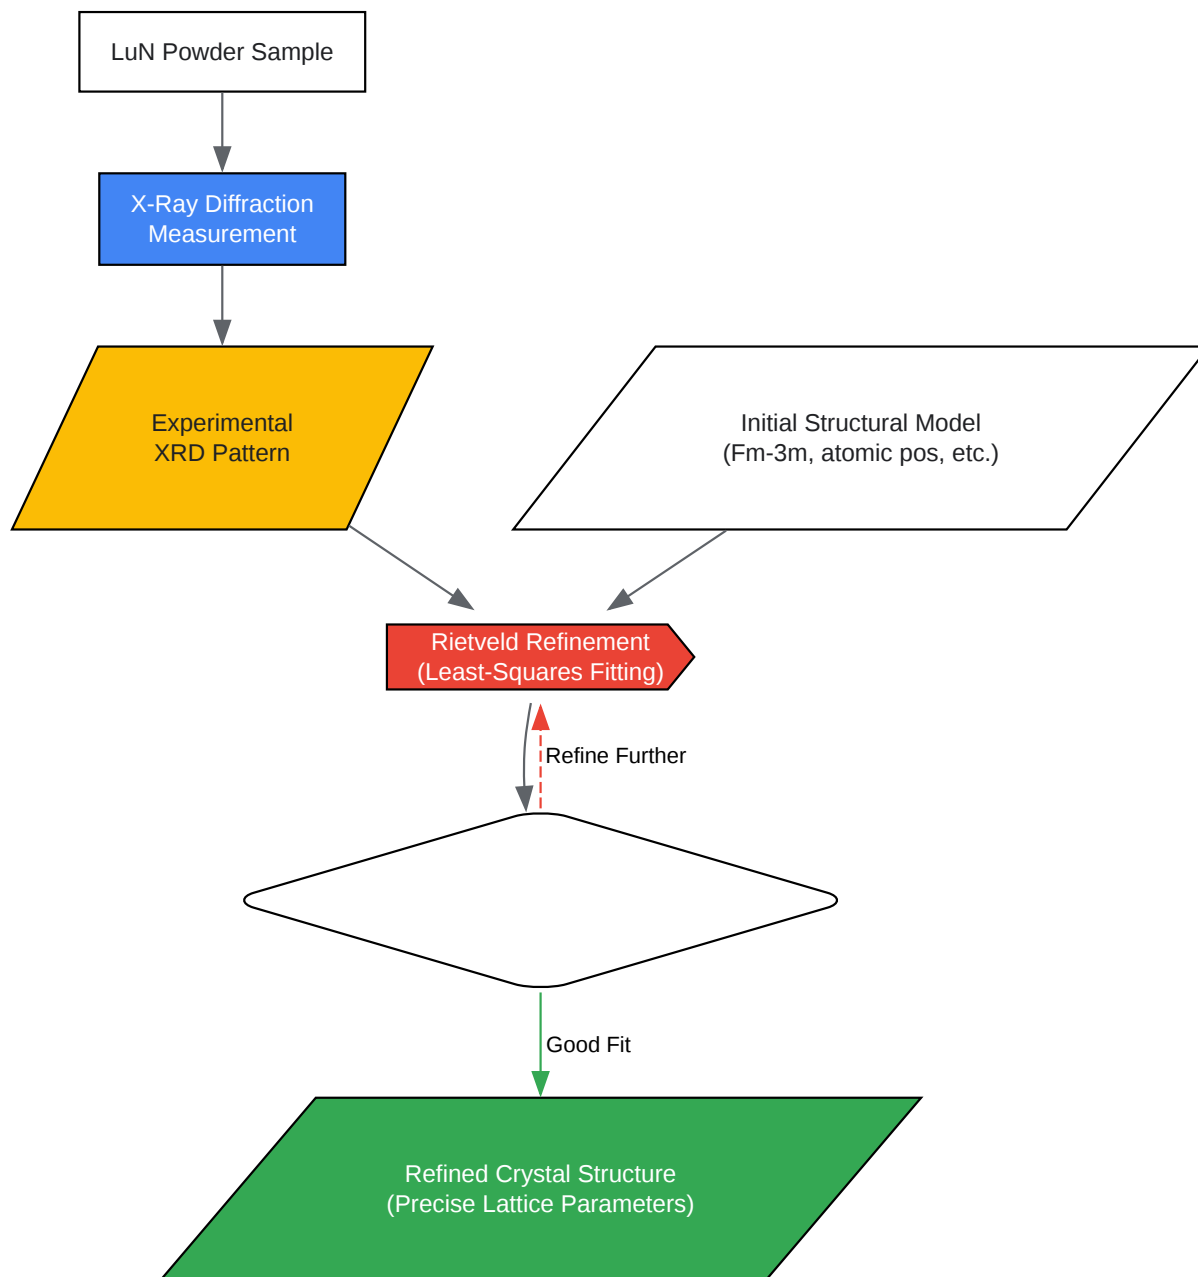 LuN Powder Sample
X-Ray Diffraction
Measurement
Experimental
XRD Pattern
Initial Structural Model
(Fm-3m, atomic pos, etc.)
Rietveld Refinement
(Least-Squares Fitting)
Refine Further
Good Fit
Refined Crystal Structure
(Precise Lattice Parameters)